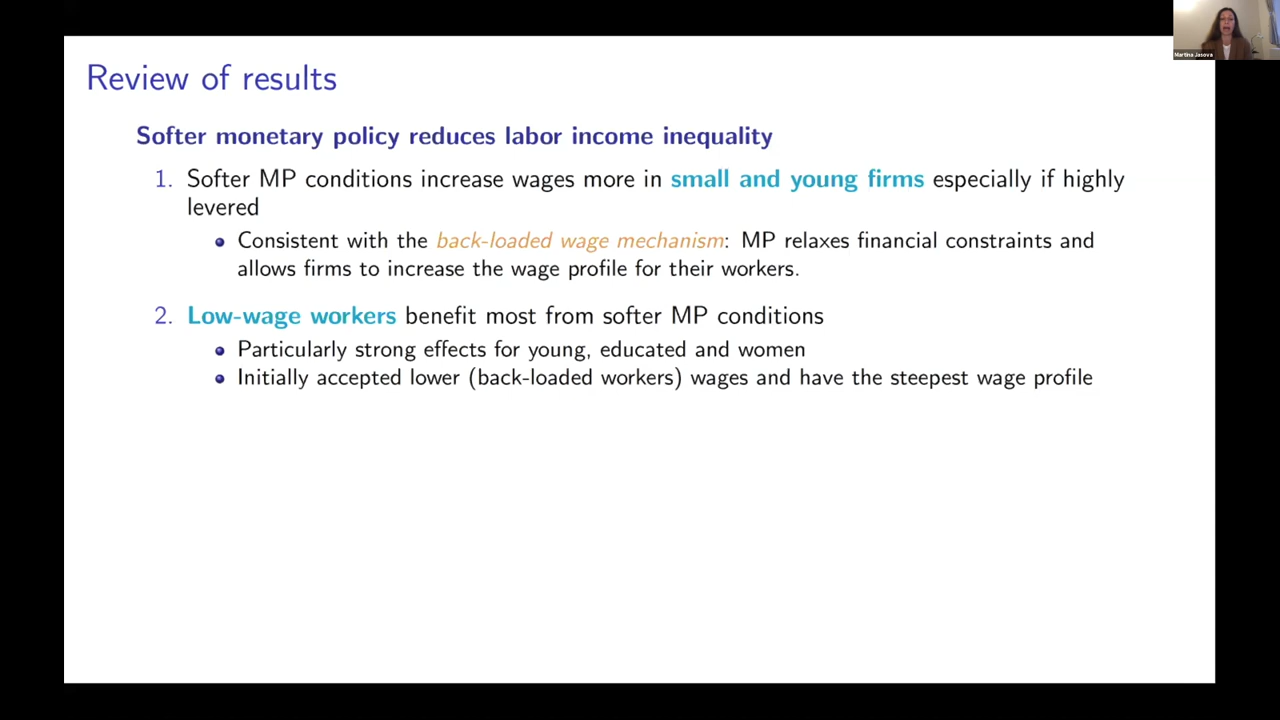 Martina Jasova
Review of results
Softer monetary policy reduces labor income inequality
1. Softer MP conditions increase wages more in small and young firms especially if highly
levered
Consistent with the back-loaded wage mechanism: MP relaxes financial constraints and
allows firms to increase the wage profile for their workers.
2. Low-wage workers benefit most from softer MP conditions
Particularly strong effects for young, educated and women
Initially accepted lower (back-loaded workers) wages and have the steepest wage profile